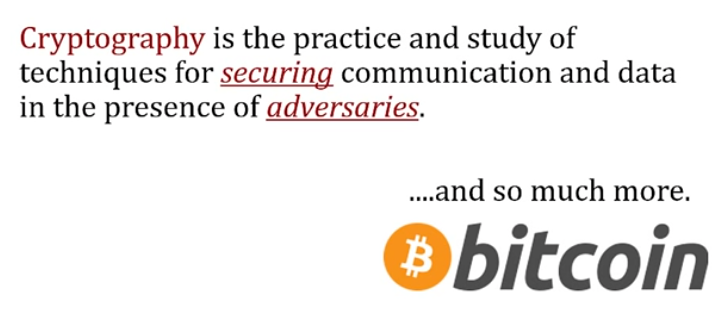 Cryptography is the practice and study of
techniques for securing communication and data
in the presence of adversaries.
....and so much more.
bitcoin